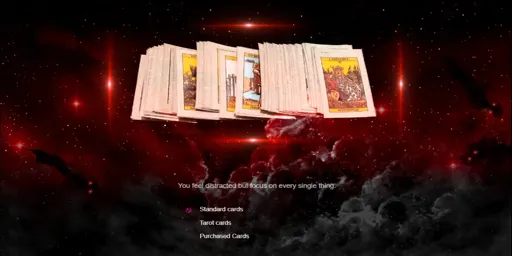 You feel distracted but focus on every single thing.
Standard cards
Tarot cards
Purchased Cards